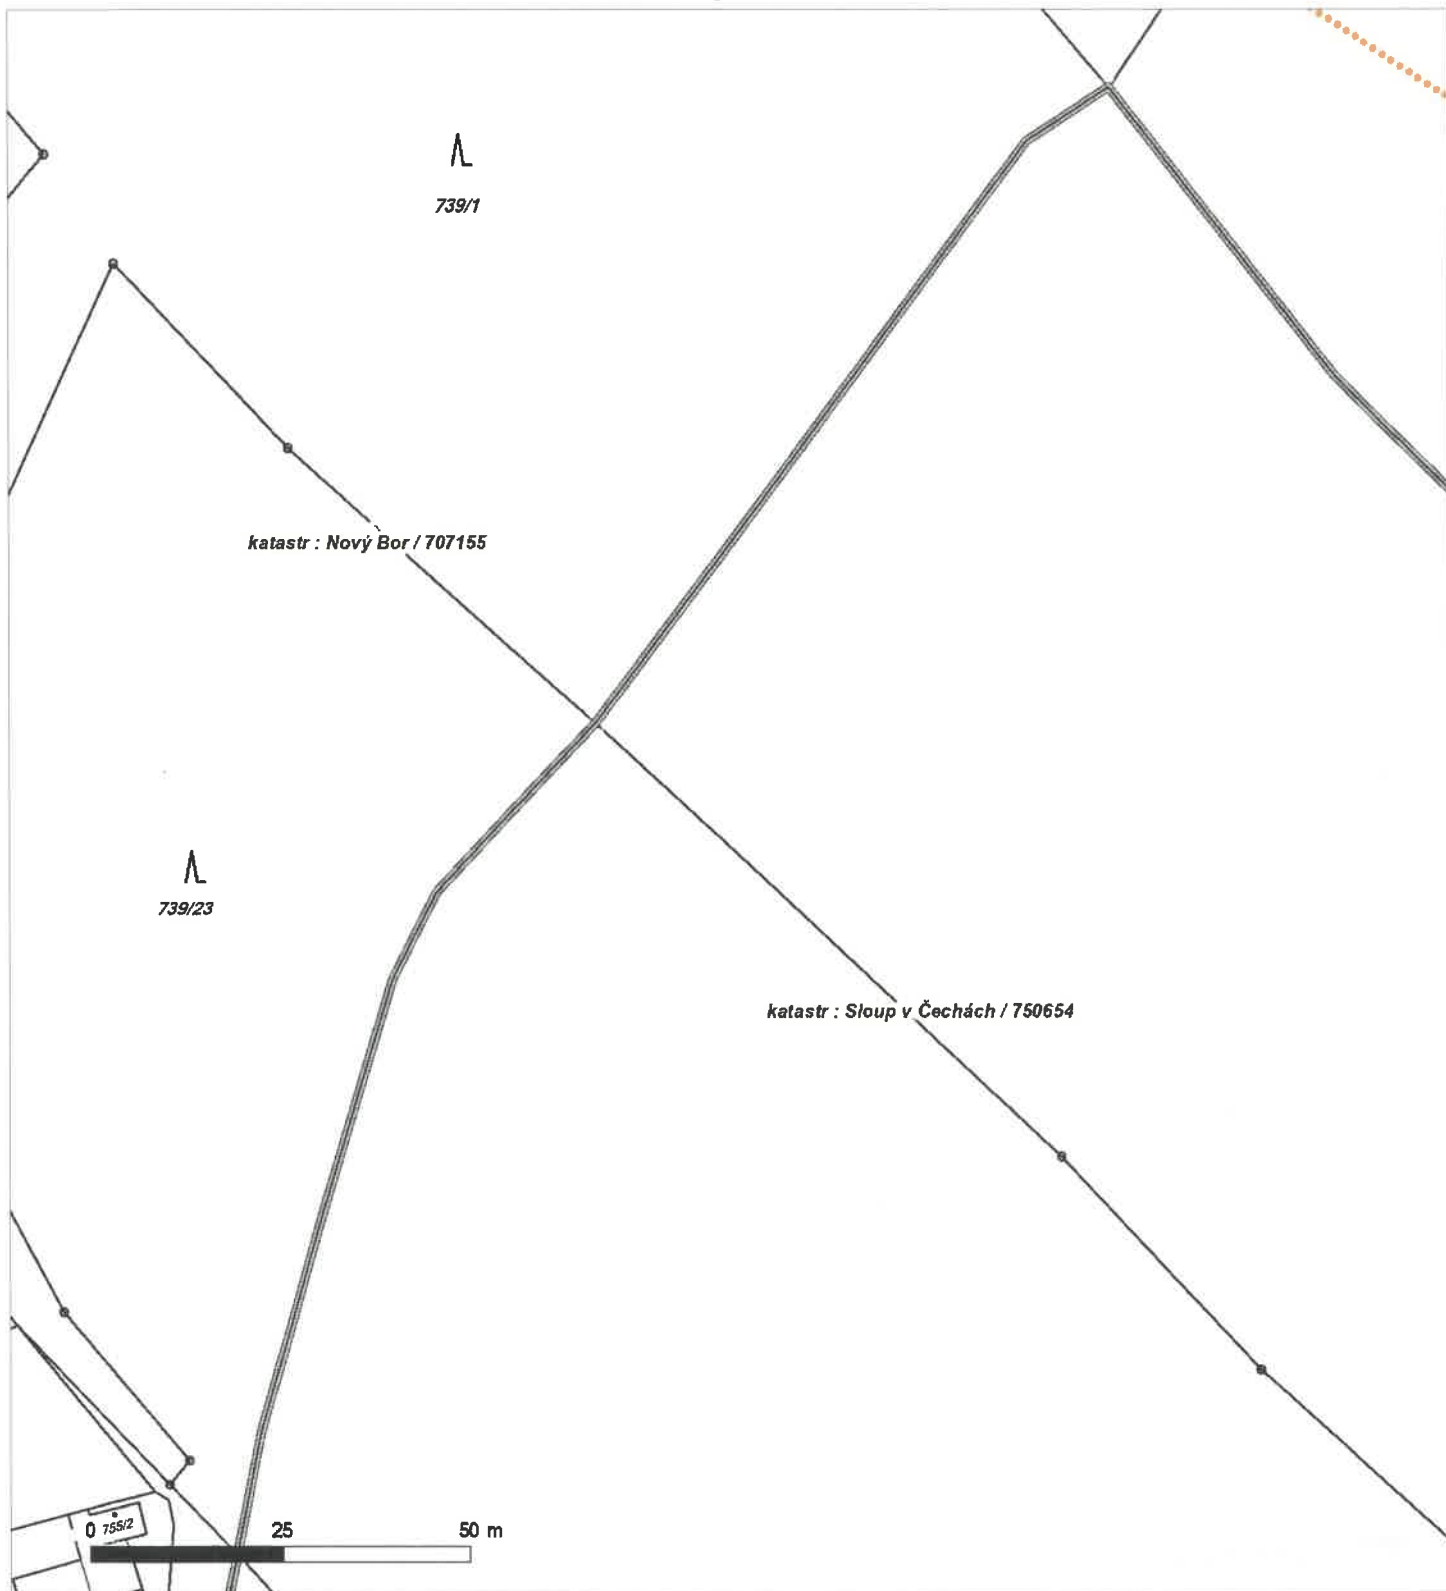 739/1
katastr : Nový Bor / 707155
739/23
katastr : Sloup v Čechách / 750654
0 25 50 m
755/2